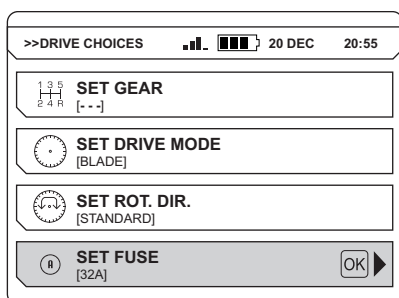 >>DRIVE CHOICES 20 DEC 20:55
1 3 5
2 4 R
SET GEAR
[- - -]
SET DRIVE MODE
[BLADE]
SET ROT. DIR.
[STANDARD]
A
SET FUSE
[32A]
OK